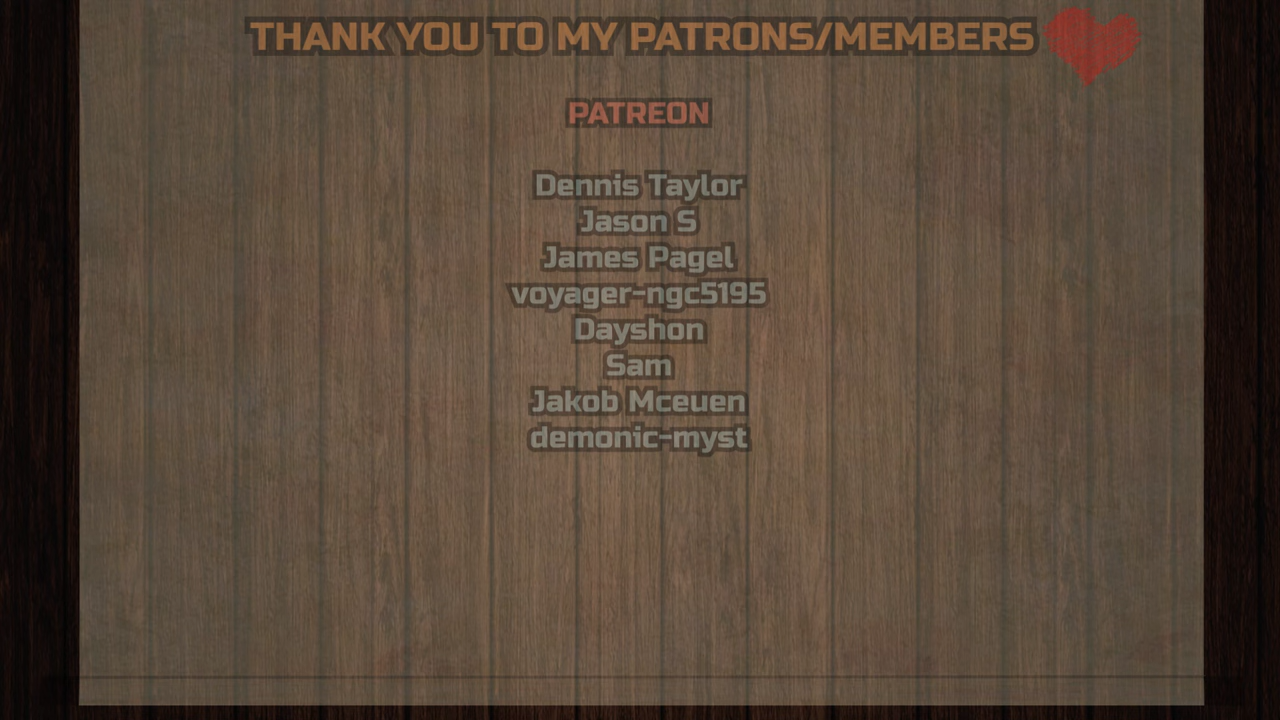 THANK YOU TO MY PATRONS/MEMBERS
PATREON
Dennis Taylor
Jason S
James Pagel
voyager-ngc5195
Dayshon
Sam
Jakob Mceuen
demonic-myst